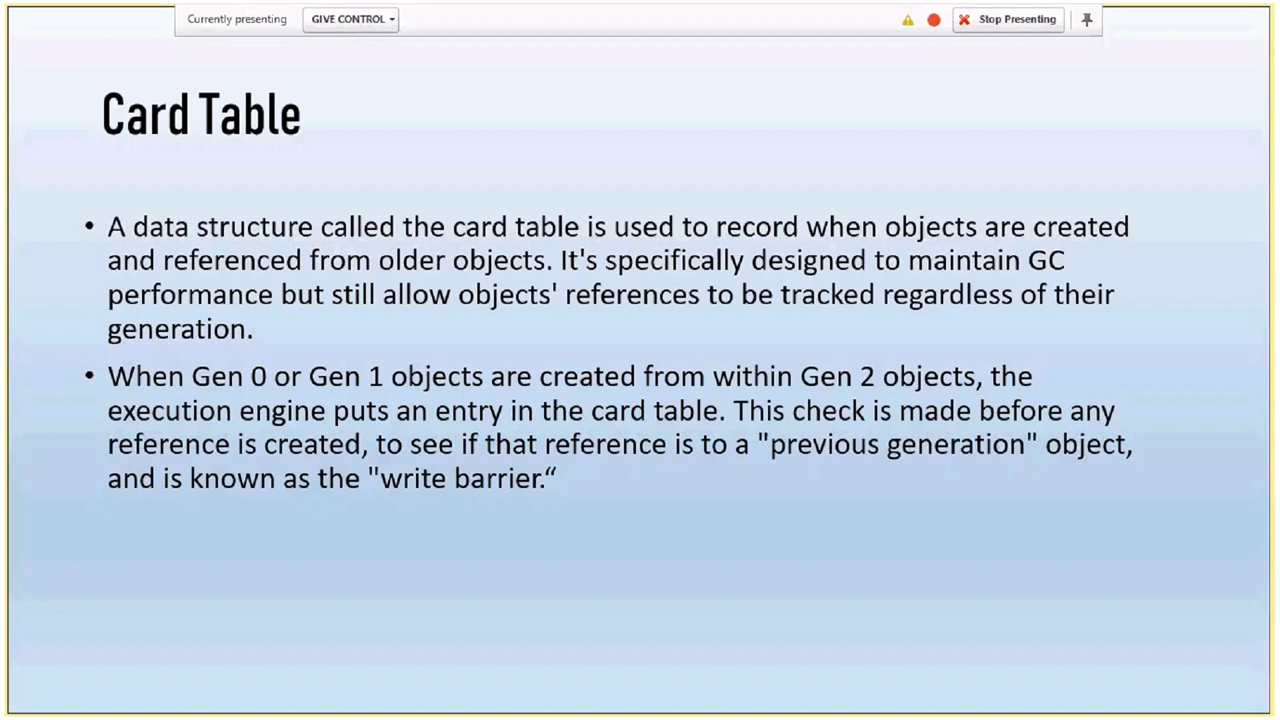 Currently presenting GIVE CONTROL Stop Presenting
Card Table
• A data structure called the card table is used to record when objects are created
and referenced from older objects. It's specifically designed to maintain GC
performance but still allow objects' references to be tracked regardless of their
generation.
• When Gen 0 or Gen 1 objects are created from within Gen 2 objects, the
execution engine puts an entry in the card table. This check is made before any
reference is created, to see if that reference is to a "previous generation" object,
and is known as the "write barrier.“